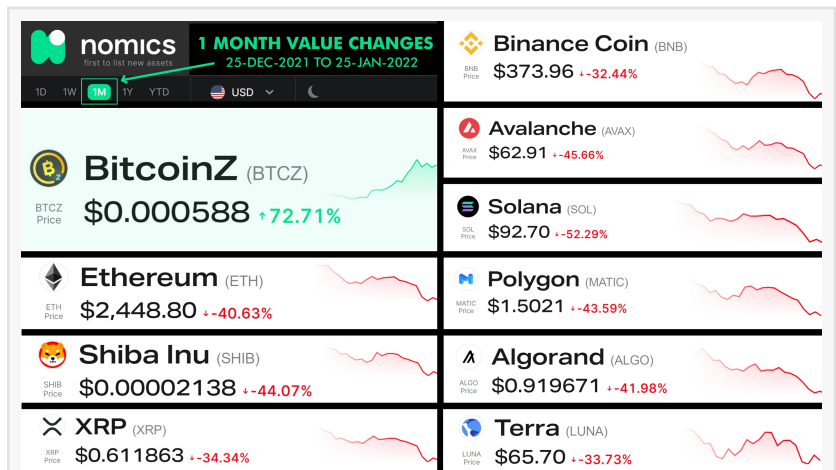 nomics
first to list new assets
1 MONTH VALUE CHANGES
25-DEC-2021 TO 25-JAN-2022
1D 1W 1M 1Y YTD USD
BitcoinZ (BTCZ)
BTCZ Price
$0.000588 ↑72.71%
Ethereum (ETH)
ETH Price
$2,448.80 ↓-40.63%
Shiba Inu (SHIB)
SHIB Price
$0.00002138 ↓-44.07%
XRP (XRP)
XRP Price
$0.611863 ↓-34.34%
Binance Coin (BNB)
BNB Price
$373.96 ↓-32.44%
Avalanche (AVAX)
AVAX Price
$62.91 ↓-45.66%
Solana (SOL)
SOL Price
$92.70 ↓-52.29%
Polygon (MATIC)
MATIC Price
$1.5021 ↓-43.59%
Algorand (ALGO)
ALGO Price
$0.919671 ↓-41.98%
Terra (LUNA)
LUNA Price
$65.70 ↓-33.73%